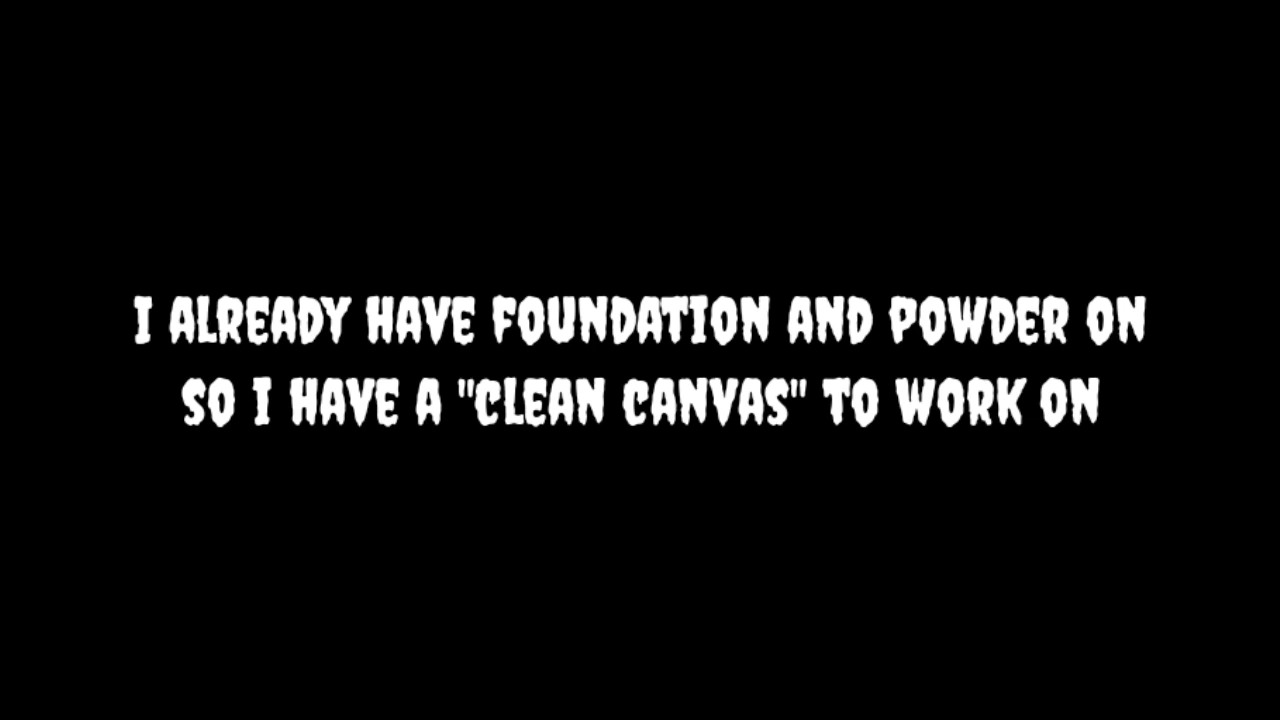 I ALREADY HAVE FOUNDATION AND POWDER ON
SO I HAVE A "CLEAN CANVAS" TO WORK ON